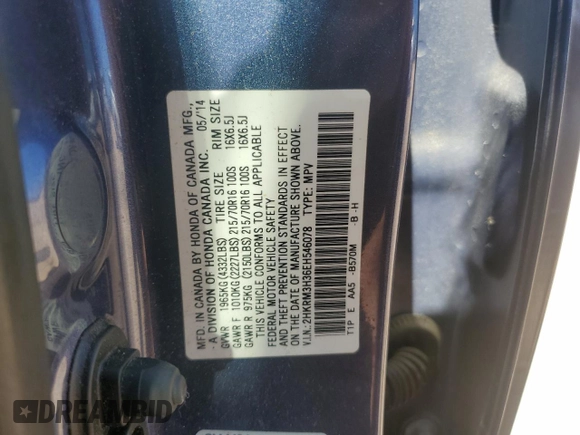 MFD. IN CANADA BY HONDA OF CANADA MFG.,
A DIVISION OF HONDA CANADA INC. 05/14
GVWR 1965KG(4332LBS) TIRE SIZE RIM SIZE
GAWR F 1010KG(2227LBS) 215/70R16 100S 16X6.5J
GAWR R 975KG (2150LBS) 215/70R16 100S 16X6.5J
THIS VEHICLE CONFORMS TO ALL APPLICABLE
FEDERAL MOTOR VEHICLE SAFETY
AND THEFT PREVENTION STANDARDS IN EFFECT
ON THE DATE OF MANUFACTURE SHOWN ABOVE.
V.I.N.:2HKRM3H36EH546078 TYPE: MPV
TTP E AA5 -B570M -B -H
DREAMBID